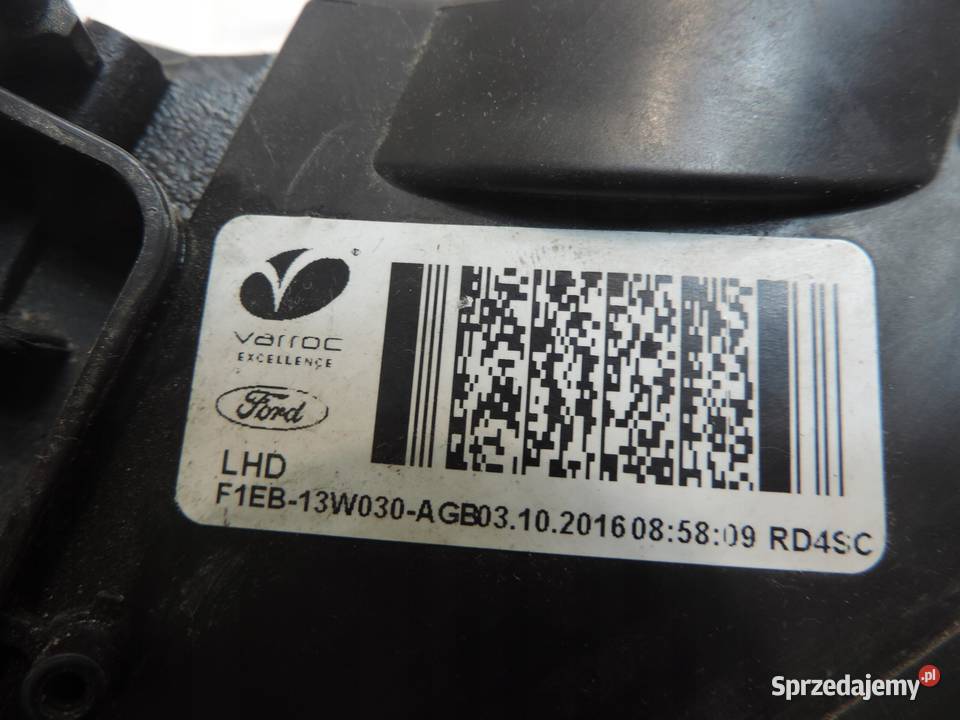 varroc
EXCELLENCE
Ford
LHD
F1EB-13W030-AGB03.10.2016 08:58:09 RD4SC
Sprzedajemy.pl